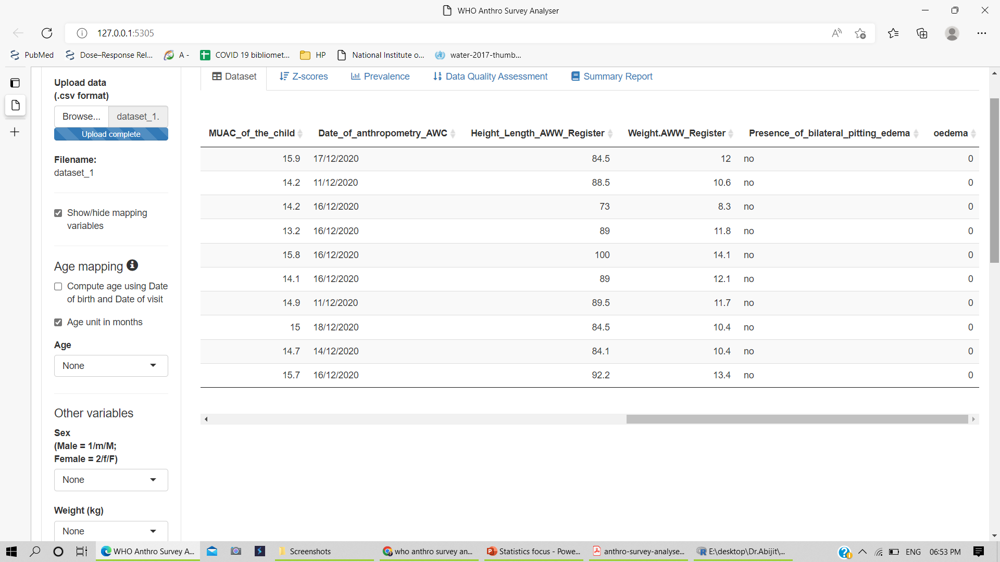 WHO Anthro Survey Analyser
127.0.0.1:5305
PubMed Dose–Response Rel... A - COVID 19 bibliomet... HP National Institute o... water-2017-thumb...
Upload data
(.csv format)
Browse... dataset_1.
Upload complete
Filename:
dataset_1
Show/hide mapping
variables
Age mapping
Compute age using Date
of birth and Date of visit
Age unit in months
Age
None
Other variables
Sex
(Male = 1/m/M;
Female = 2/f/F)
None
Weight (kg)
None
Dataset Z-scores Prevalence Data Quality Assessment Summary Report
MUAC_of_the_child Date_of_anthropometry_AWC Height_Length_AWW_Register Weight.AWW_Register Presence_of_bilateral_pitting_edema oedema
15.9 17/12/2020 84.5 12 no 0
14.2 11/12/2020 88.5 10.6 no 0
14.2 16/12/2020 73 8.3 no 0
13.2 16/12/2020 89 11.8 no 0
15.8 16/12/2020 100 14.1 no 0
14.1 16/12/2020 89 12.1 no 0
14.9 11/12/2020 89.5 11.7 no 0
15 18/12/2020 84.5 10.4 no 0
14.7 14/12/2020 84.1 10.4 no 0
15.7 16/12/2020 92.2 13.4 no 0
WHO Anthro Survey A... Screenshots who anthro survey an... Statistics focus - Powe... anthro-survey-analyse... E:\desktop\Dr.Abijit\... ENG 06:53 PM